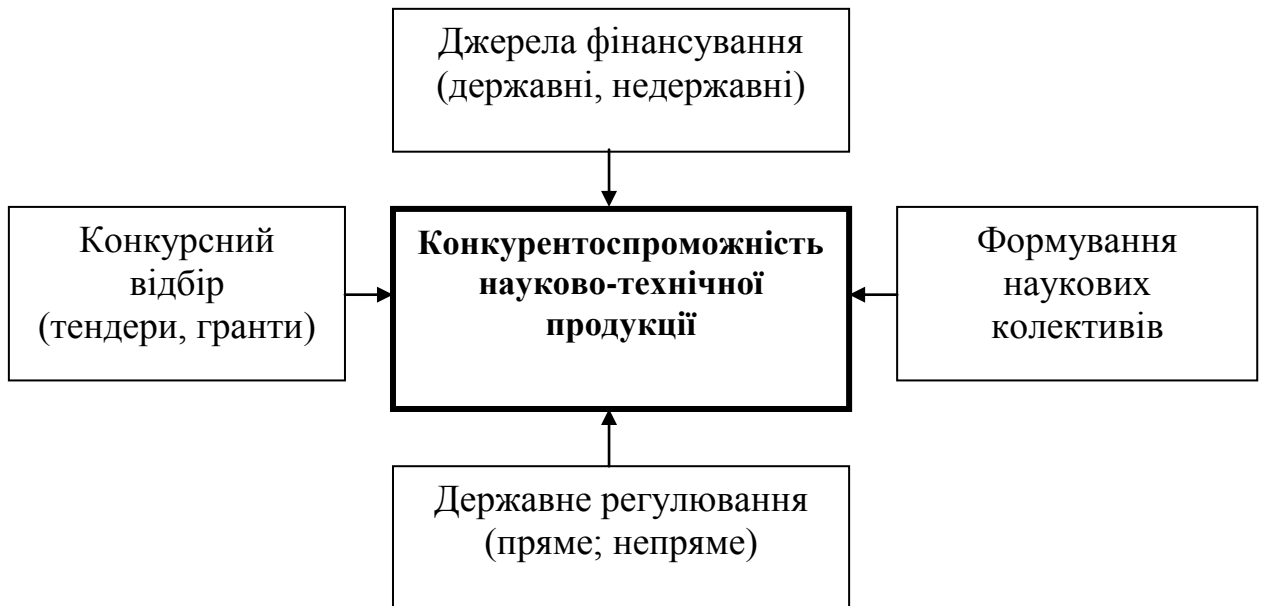 Джерела фінансування
(державні, недержавні)
Конкурсний
відбір
(тендери, гранти)
Конкурентоспроможність
науково-технічної
продукції
Формування
наукових
колективів
Державне регулювання
(пряме; непряме)